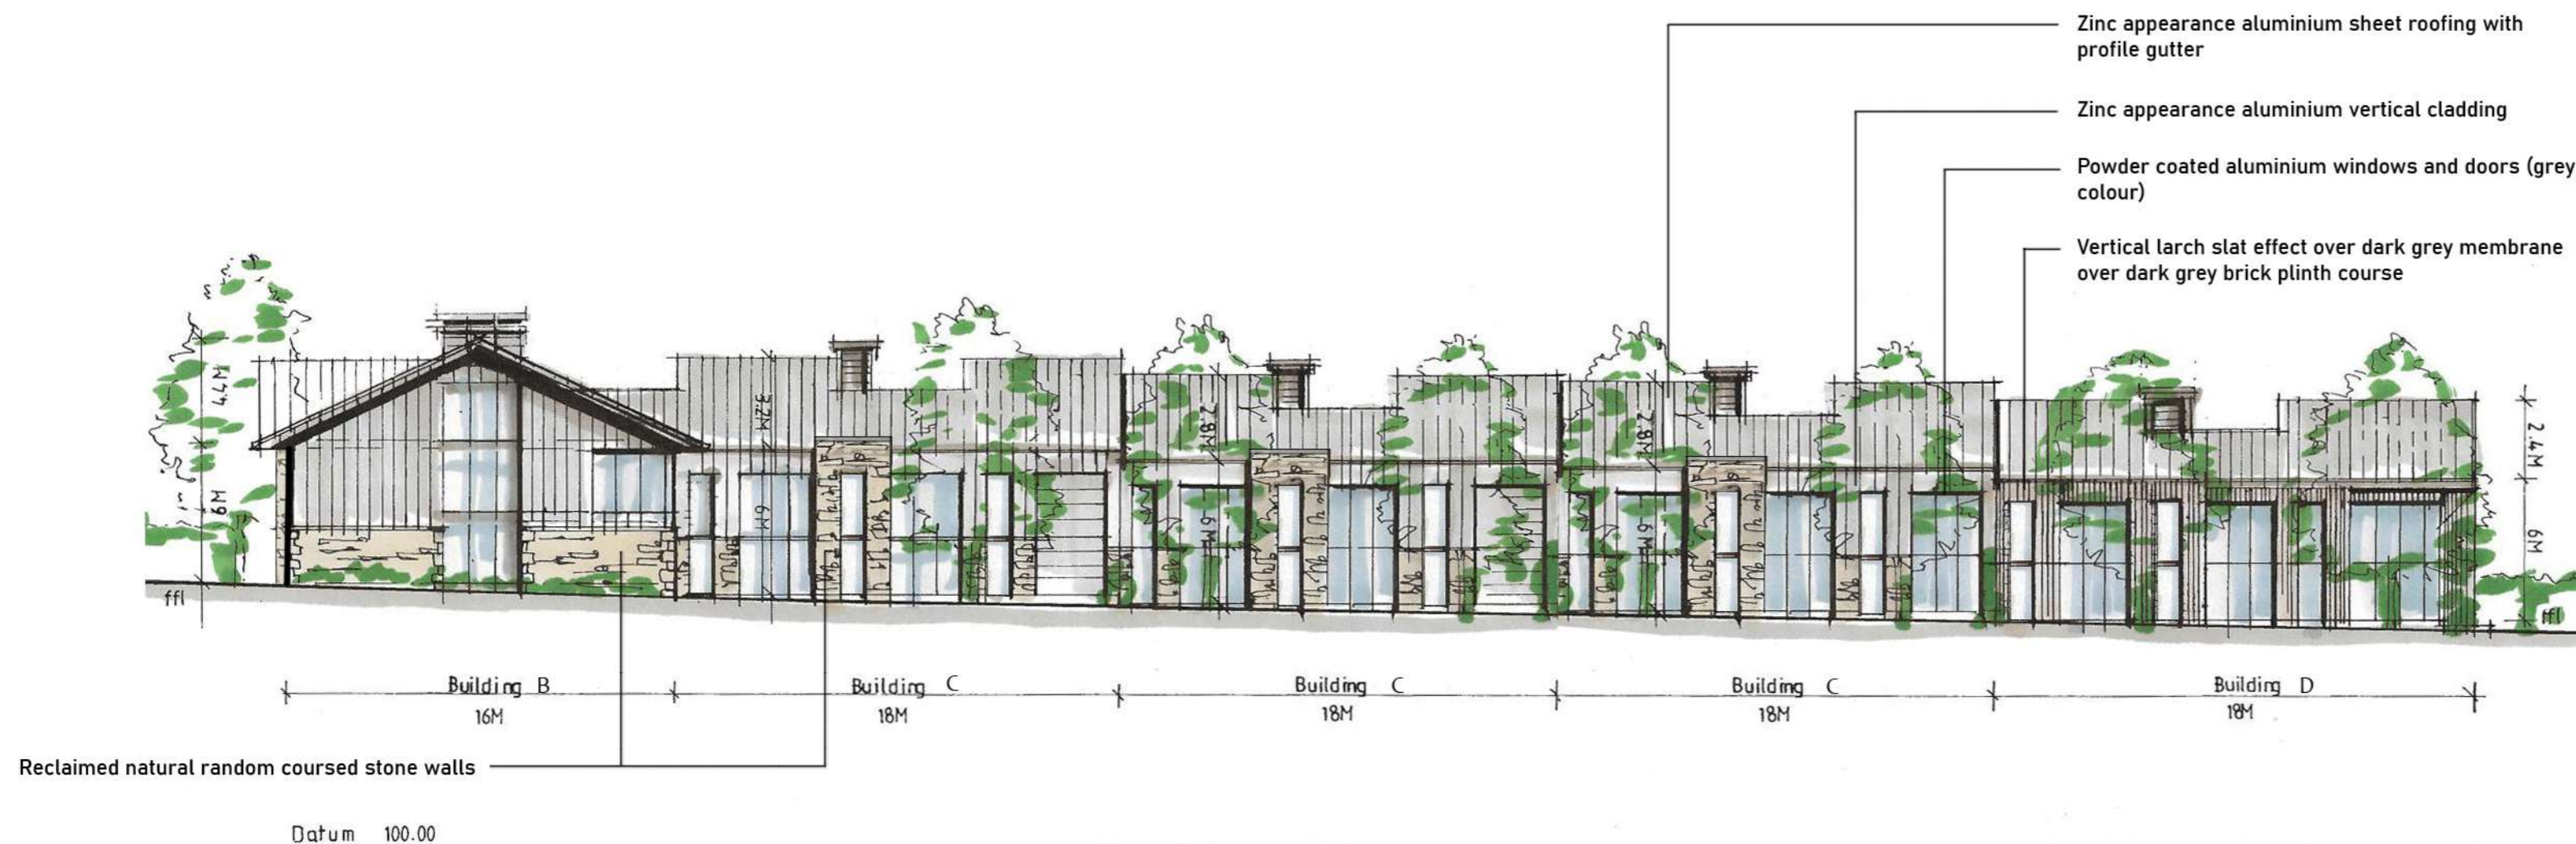 Zinc appearance aluminium sheet roofing with
profile gutter
Zinc appearance aluminium vertical cladding
Powder coated aluminium windows and doors (grey
colour)
Vertical larch slat effect over dark grey membrane
over dark grey brick plinth course
4.4M
6M
3.2M
6M
2.8M
6M
2.8M
6M
2.4M
6M
ffl
ffl
Building B
16M
Building C
18M
Building C
18M
Building C
18M
Building D
18M
Reclaimed natural random coursed stone walls
Datum 100.00